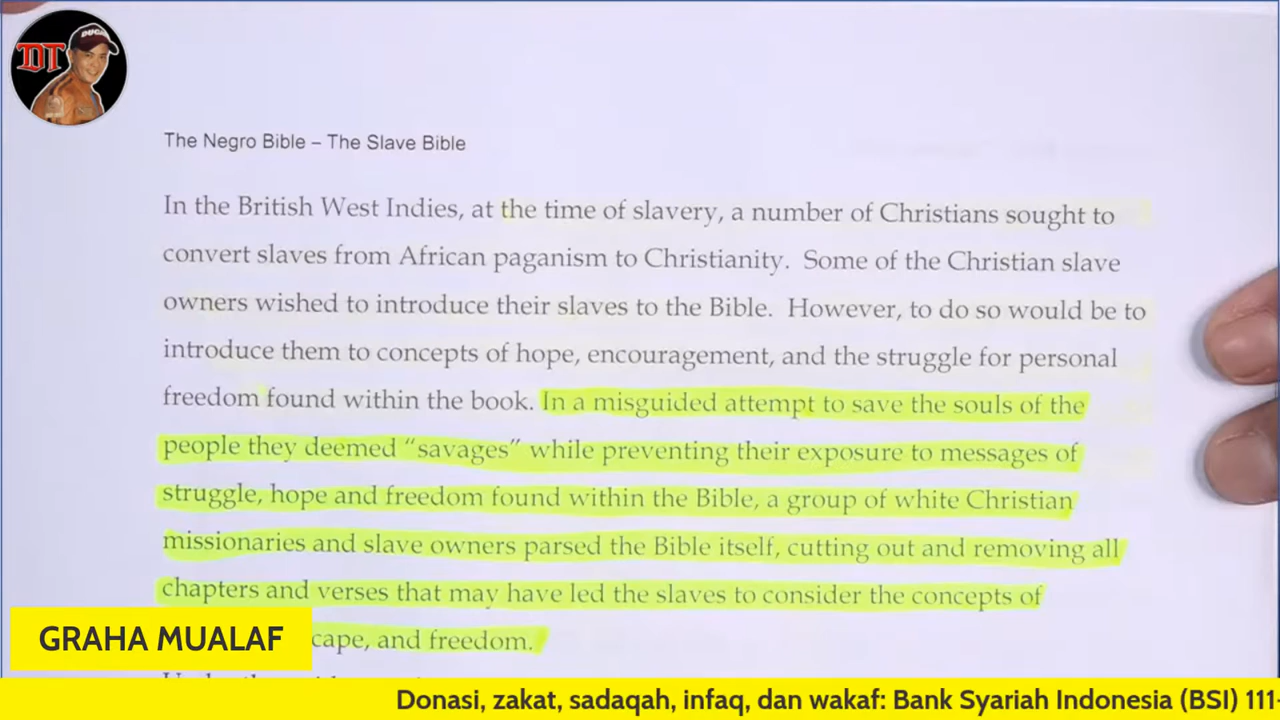 DT
DUCA
The Negro Bible – The Slave Bible
In the British West Indies, at the time of slavery, a number of Christians sought to
convert slaves from African paganism to Christianity. Some of the Christian slave
owners wished to introduce their slaves to the Bible. However, to do so would be to
introduce them to concepts of hope, encouragement, and the struggle for personal
freedom found within the book. In a misguided attempt to save the souls of the
people they deemed “savages” while preventing their exposure to messages of
struggle, hope and freedom found within the Bible, a group of white Christian
missionaries and slave owners parsed the Bible itself, cutting out and removing all
chapters and verses that may have led the slaves to consider the concepts of
cape, and freedom.
GRAHA MUALAF
Donasi, zakat, sadaqah, infaq, dan wakaf: Bank Syariah Indonesia (BSI) 111